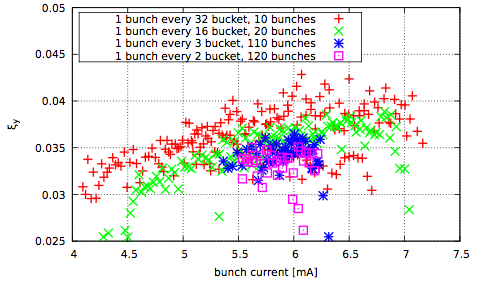 0.05
0.045
0.04
0.035
0.03
0.025
ξy
1 bunch every 32 bucket, 10 bunches
1 bunch every 16 bucket, 20 bunches
1 bunch every 3 bucket, 110 bunches
1 bunch every 2 bucket, 120 bunches
4 4.5 5 5.5 6 6.5 7 7.5
bunch current [mA]